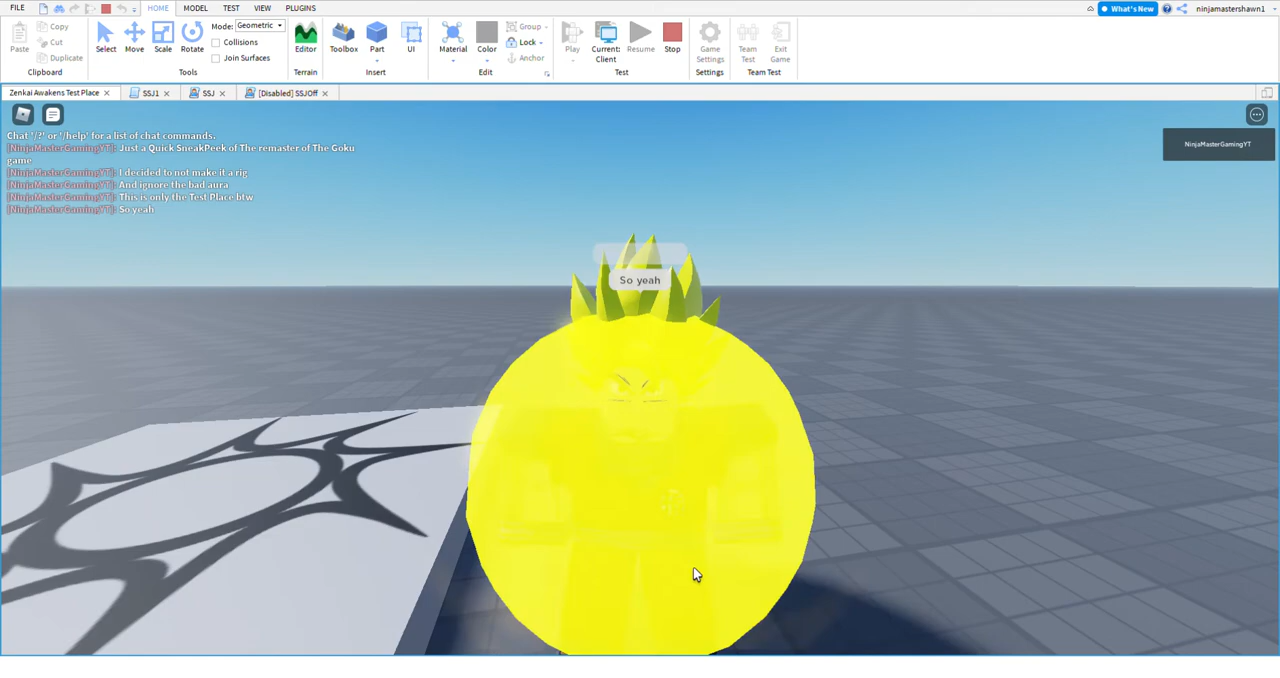 FILE HOME MODEL TEST VIEW PLUGINS What's New ninjamastershawn1
Paste Copy Cut Duplicate Select Move Scale Rotate Mode: Geometric Collisions Join Surfaces Editor Toolbox Part UI Material Color Group Lock Anchor Play Current: Client Resume Stop Game Settings Team Test Exit Game
Clipboard Tools Terrain Insert Edit Test Settings Team Test
Zenkai Awakens Test Place SSJ1 SSJ [Disabled] SSJOff
Chat '/?' or '/help' for a list of chat commands.
[NinjaMasterGamingYT]: Just a Quick SneakPeek of The remaster of The Goku
game
[NinjaMasterGamingYT]: I decided to not make it a rig
[NinjaMasterGamingYT]: And ignore the bad aura
[NinjaMasterGamingYT]: This is only the Test Place btw
[NinjaMasterGamingYT]: So yeah
NinjaMasterGamingYT
So yeah